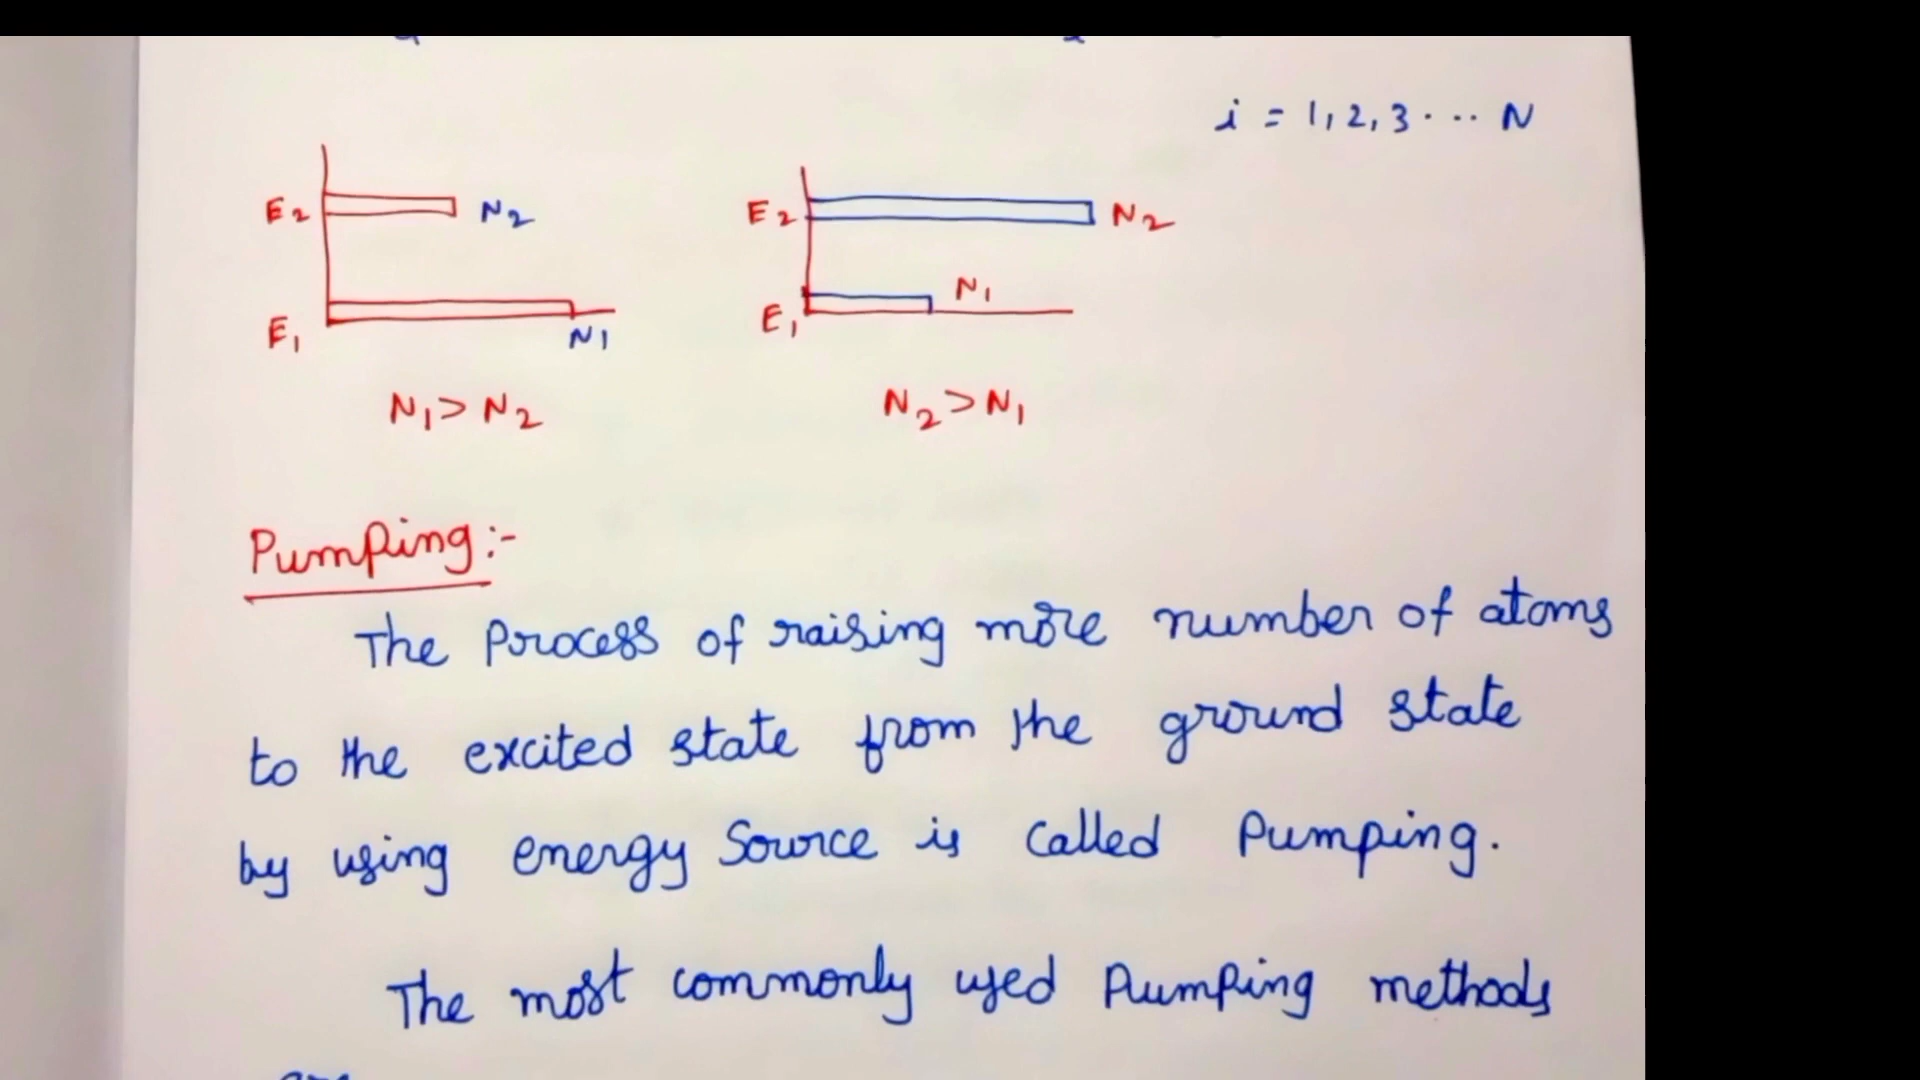 i = 1, 2, 3 . ... N
E2 N2
E2 N2
E1 N1
E1 N1
N1 > N2
N2 > N1
Pumping :-
The Process of raising more number of atoms
to the excited state from the ground state
by using energy Source is called Pumping.
The most commonly used Pumping methods
are